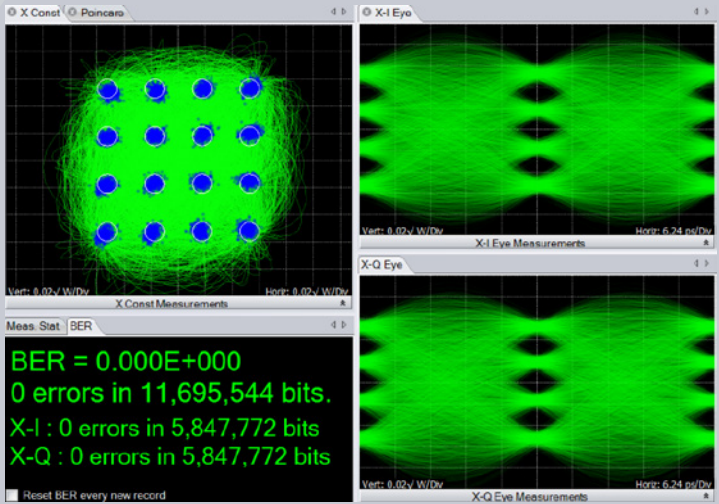 X Const
Poincare
Vert: 0.02√ W/Div
Horiz: 0.02√ W/Div
X Const Measurements
Meas. Stat
BER
BER = 0.000E+000
0 errors in 11,695,544 bits.
X-I : 0 errors in 5,847,772 bits
X-Q : 0 errors in 5,847,772 bits
Reset BER every new record
X-I Eye
Vert: 0.02√ W/Div
Horiz: 6.24 ps/Div
X-I Eye Measurements
X-Q Eye
Vert: 0.02√ W/Div
Horiz: 6.24 ps/Div
X-Q Eye Measurements